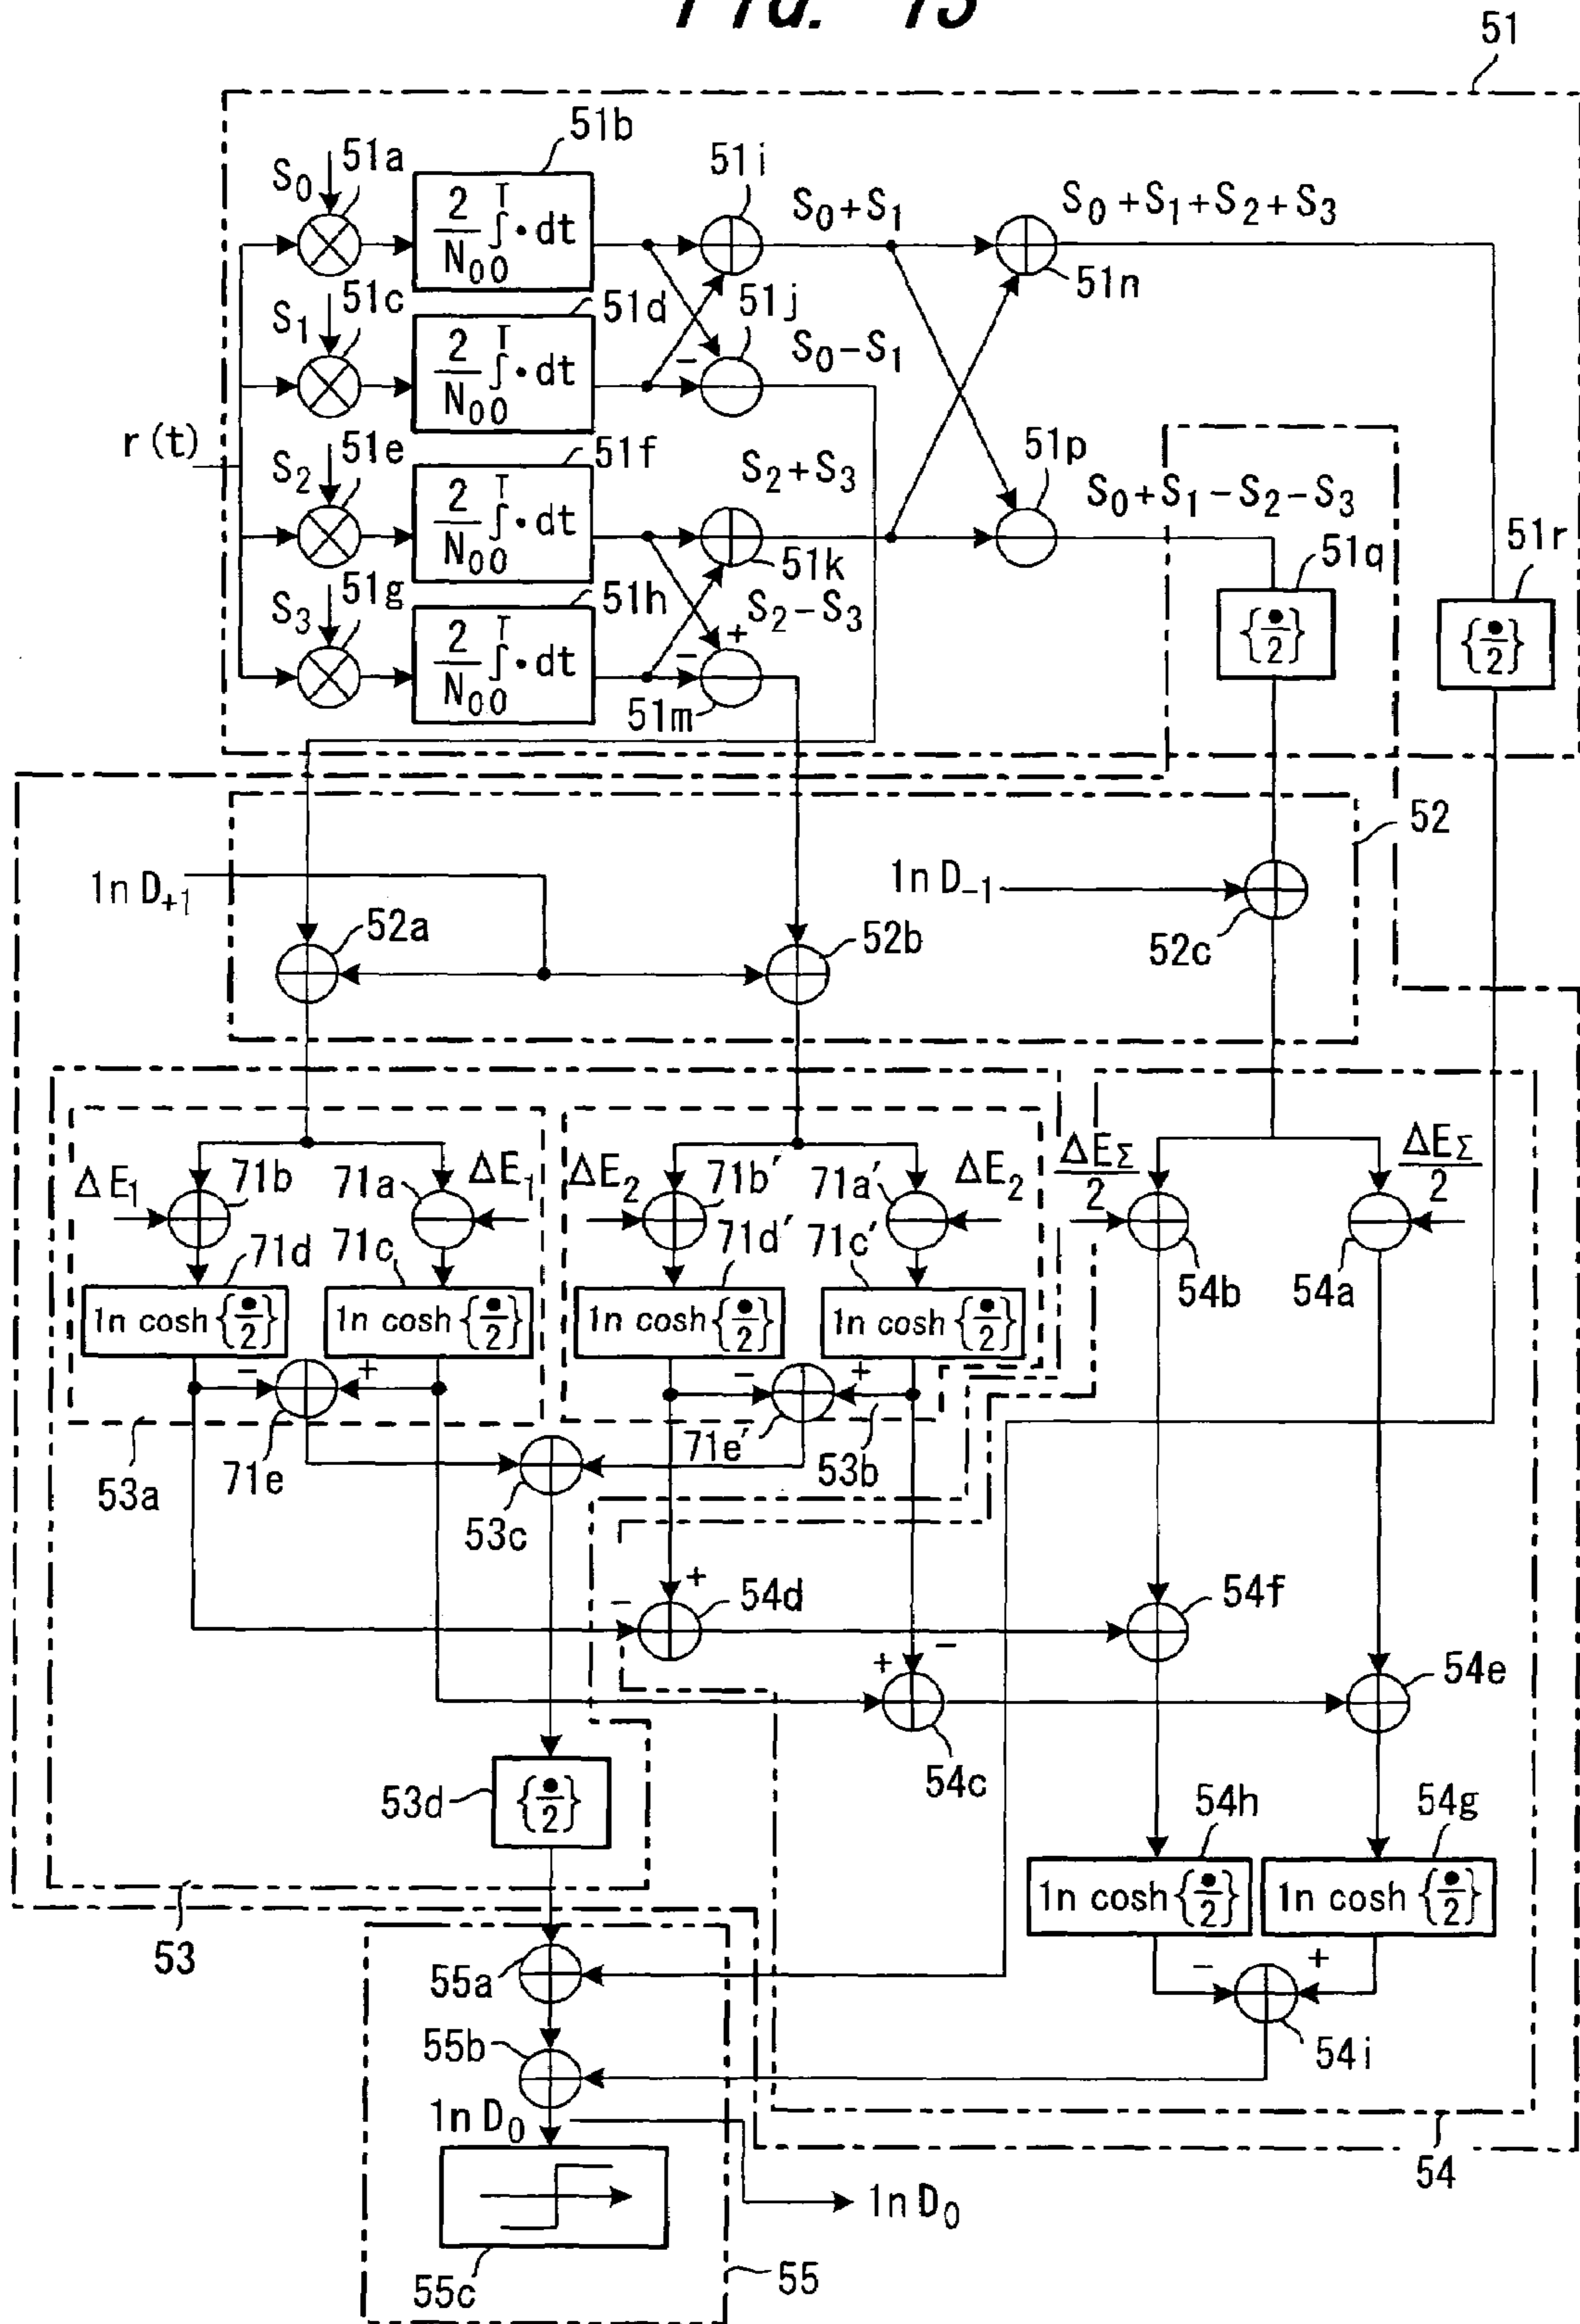 FIG. 15
51
51b
S0 51a
2/N0 ∫0T •dt
51i
S0+S1
S0+S1+S2+S3
51n
S1 51c
51d
2/N0 ∫0T •dt
51j
−
S0−S1
r(t)
S2 51e
51f
2/N0 ∫0T •dt
S2+S3
51k
51p
S0+S1−S2−S3
51q
{•/2}
51r
{•/2}
S3 51g
51h
2/N0 ∫0T •dt
S2−S3
+
−
51m
52
ln D+1
ln D−1
52a
52b
52c
ΔE1 71b 71a ΔE1
ΔE2 71b′ 71a′ ΔE2
ΔEΣ/2
ΔEΣ/2
71d 71c 71d′ 71c′
54b 54a
ln cosh{•/2} ln cosh{•/2} ln cosh{•/2} ln cosh{•/2}
− + − +
53a 71e 71e′ 53b
53c
− + 54d
54f
+ −
54e
54c
53d {•/2}
54h 54g
ln cosh{•/2} ln cosh{•/2}
53
− +
55a
54i
55b
ln D0
54
ln D0
55
55c